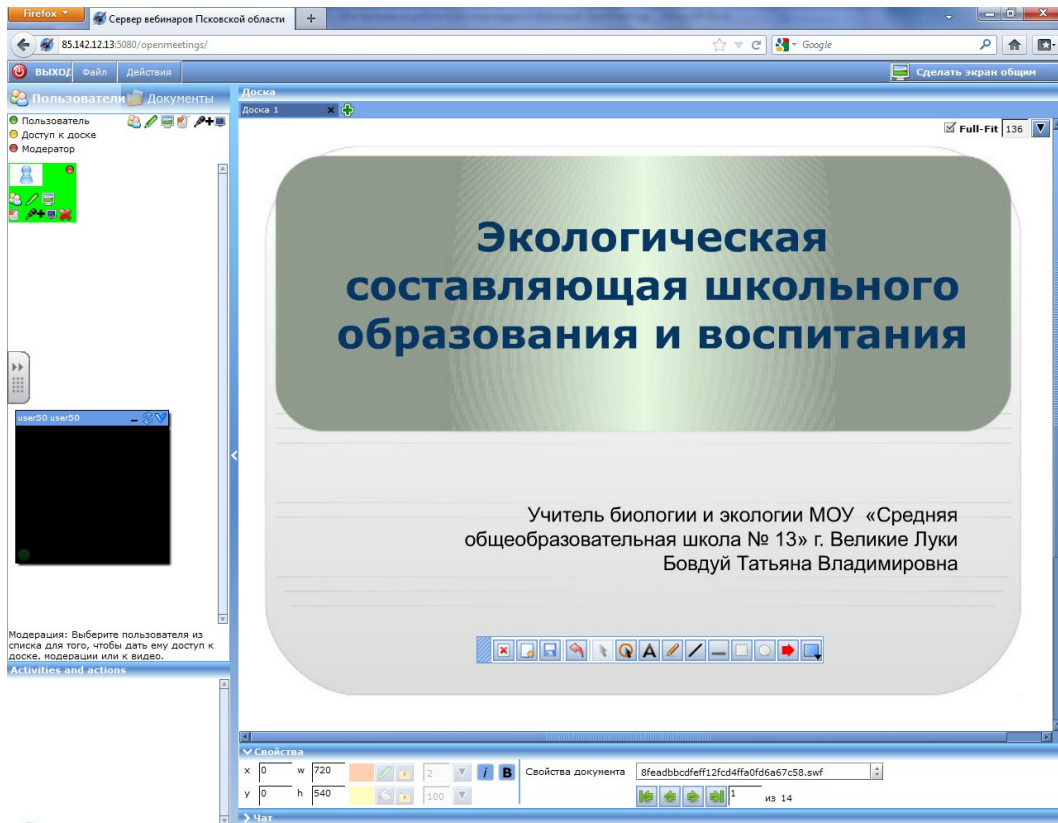 Firefox
Сервер вебинаров Псковской области
85.142.12.13:5080/openmeetings/
Google
ВЫХОД Файл Действия
Сделать экран общим
Пользователи Документы
Доска
Доска 1
Пользователь
Доступ к доске
Модератор
Full-Fit 136
Экологическая
составляющая школьного
образования и воспитания
user50 user50
Учитель биологии и экологии МОУ «Средняя
общеобразовательная школа № 13» г. Великие Луки
Бовдуй Татьяна Владимировна
Модерация: Выберите пользователя из
списка для того, чтобы дать ему доступ к
доске, модерации или к видео.
Activities and actions
Свойства
x 0 w 720 2 i B Свойства документа 8feadbbcdfeff12fcd4ffa0fd6a67c58.swf
y 0 h 540 100 1 из 14
Чат